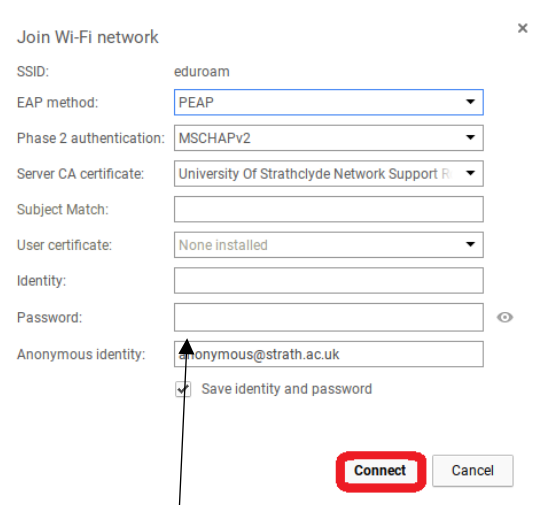 Join Wi-Fi network
SSID: eduroam
EAP method: PEAP
Phase 2 authentication: MSCHAPv2
Server CA certificate: University Of Strathclyde Network Support
Subject Match:
User certificate: None installed
Identity:
Password:
Anonymous identity: anonymous@strath.ac.uk
Save identity and password
Connect Cancel